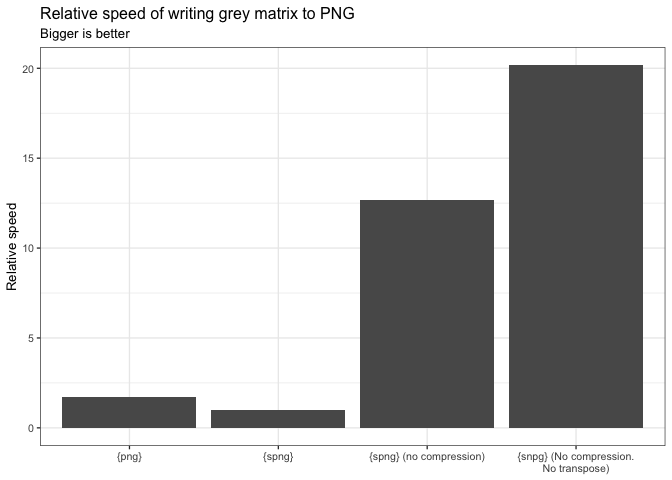 Relative speed of writing grey matrix to PNG
Bigger is better
Relative speed
20
15
10
5
0
{png}
{spng}
{spng} (no compression)
{snpg} (No compression.
No transpose)